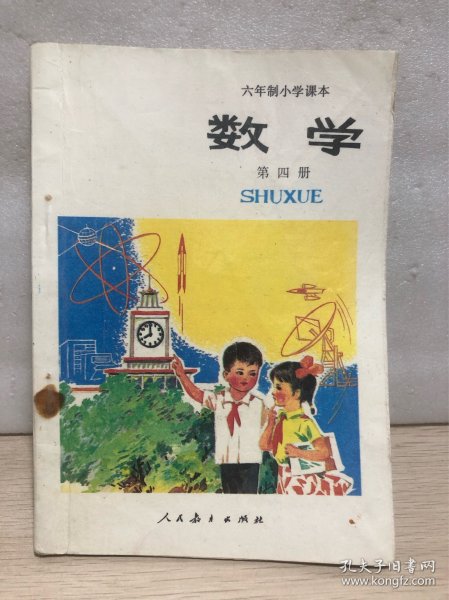 六年制小学课本
数学
第四册
SHUXUE
人民教育出版社
孔夫子旧书网
www.kongfz.com